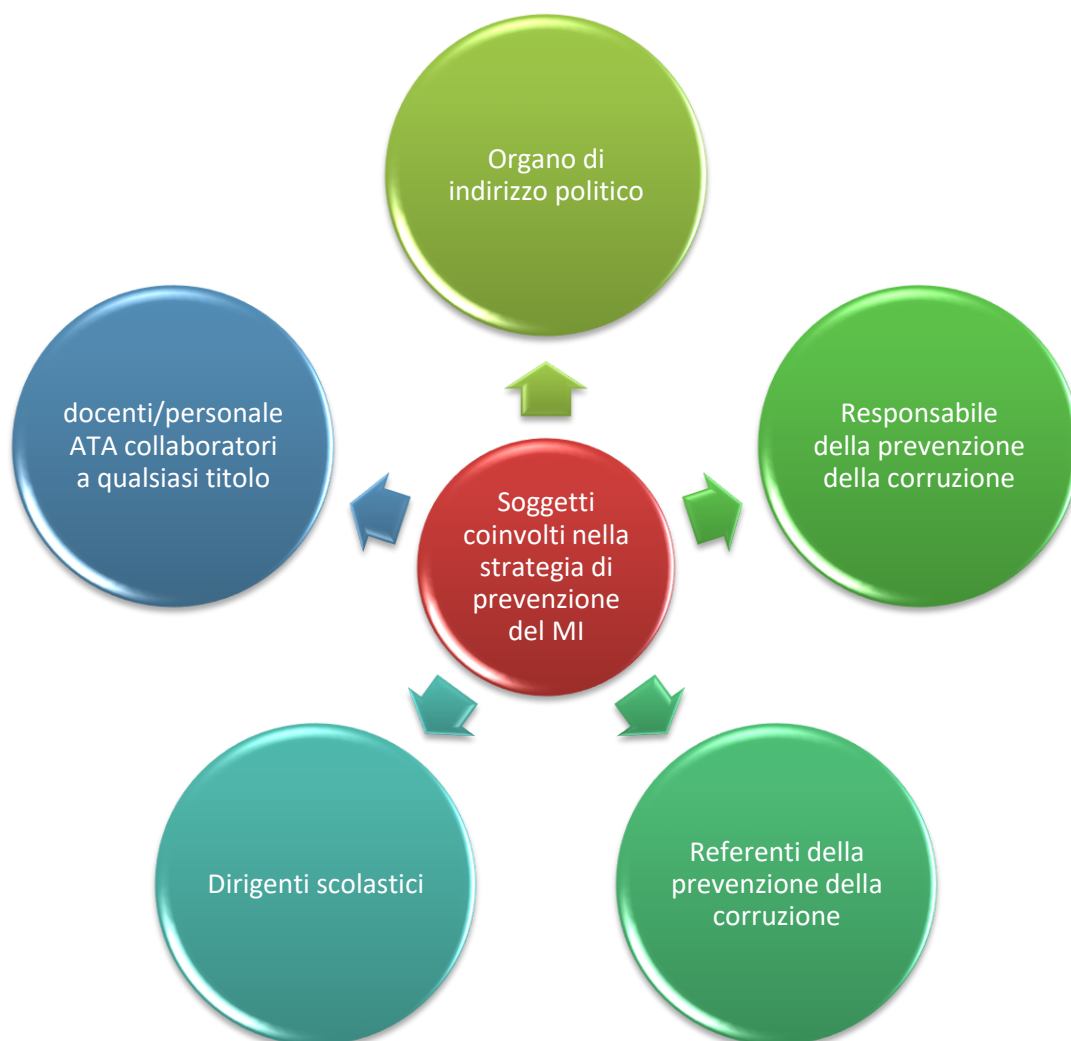 Organo di
indirizzo politico
Responsabile
della prevenzione
della corruzione
Referenti della
prevenzione della
corruzione
Dirigenti scolastici
docenti/personale
ATA collaboratori
a qualsiasi titolo
Soggetti
coinvolti nella
strategia di
prevenzione
del MI